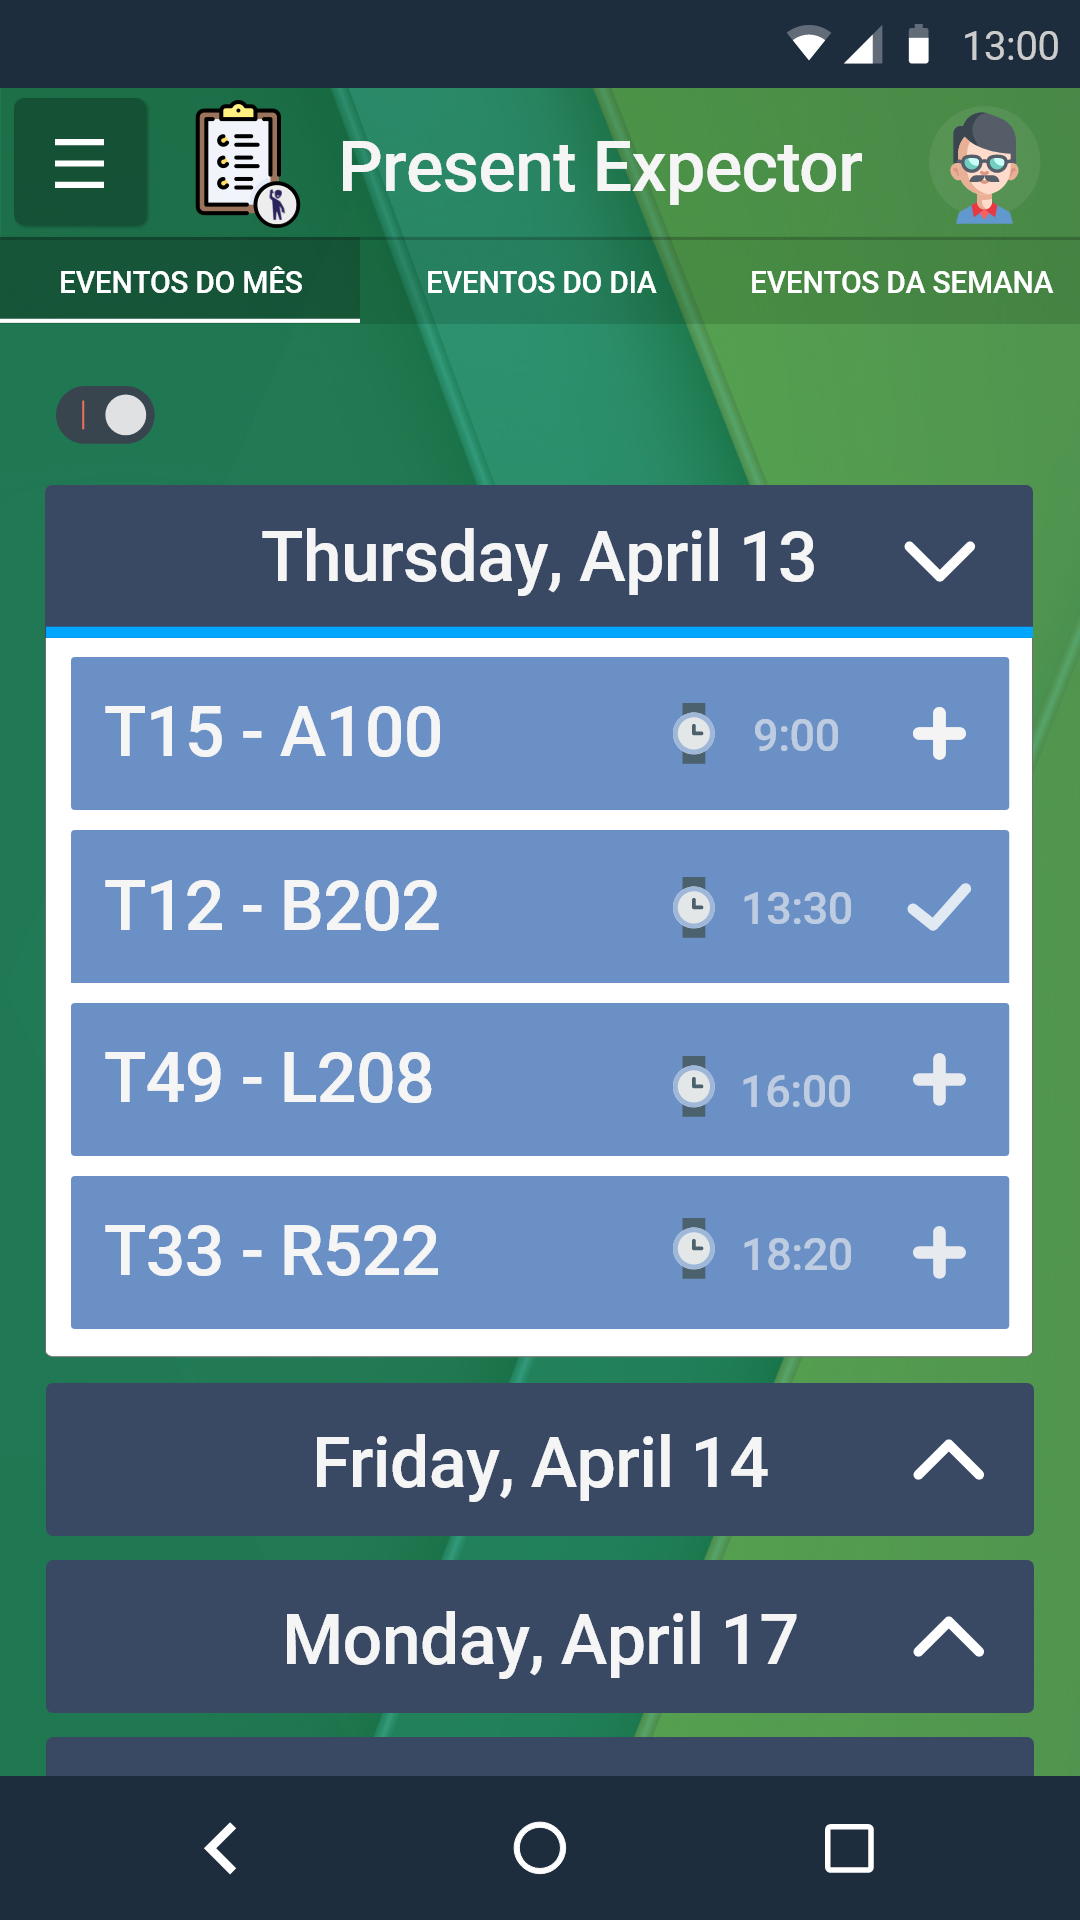 13:00
Present Expector
EVENTOS DO MÊS
EVENTOS DO DIA
EVENTOS DA SEMANA
Thursday, April 13
T15 - A100 9:00
T12 - B202 13:30
T49 - L208 16:00
T33 - R522 18:20
Friday, April 14
Monday, April 17